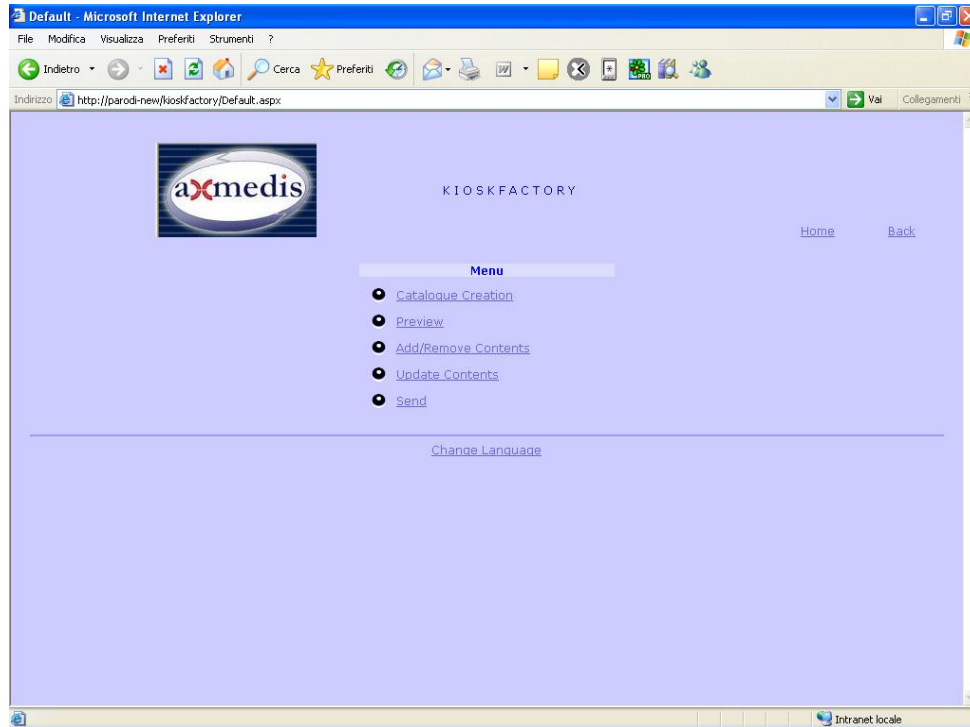 Default - Microsoft Internet Explorer
File Modifica Visualizza Preferiti Strumenti ?
Indietro Cerca Preferiti
Indirizzo http://parodi-new/kioskfactory/Default.aspx Vai Collegamenti
axmedis
KIOSKFACTORY
Home Back
Menu
Catalogue Creation
Preview
Add/Remove Contents
Update Contents
Send
Change Language
Intranet locale